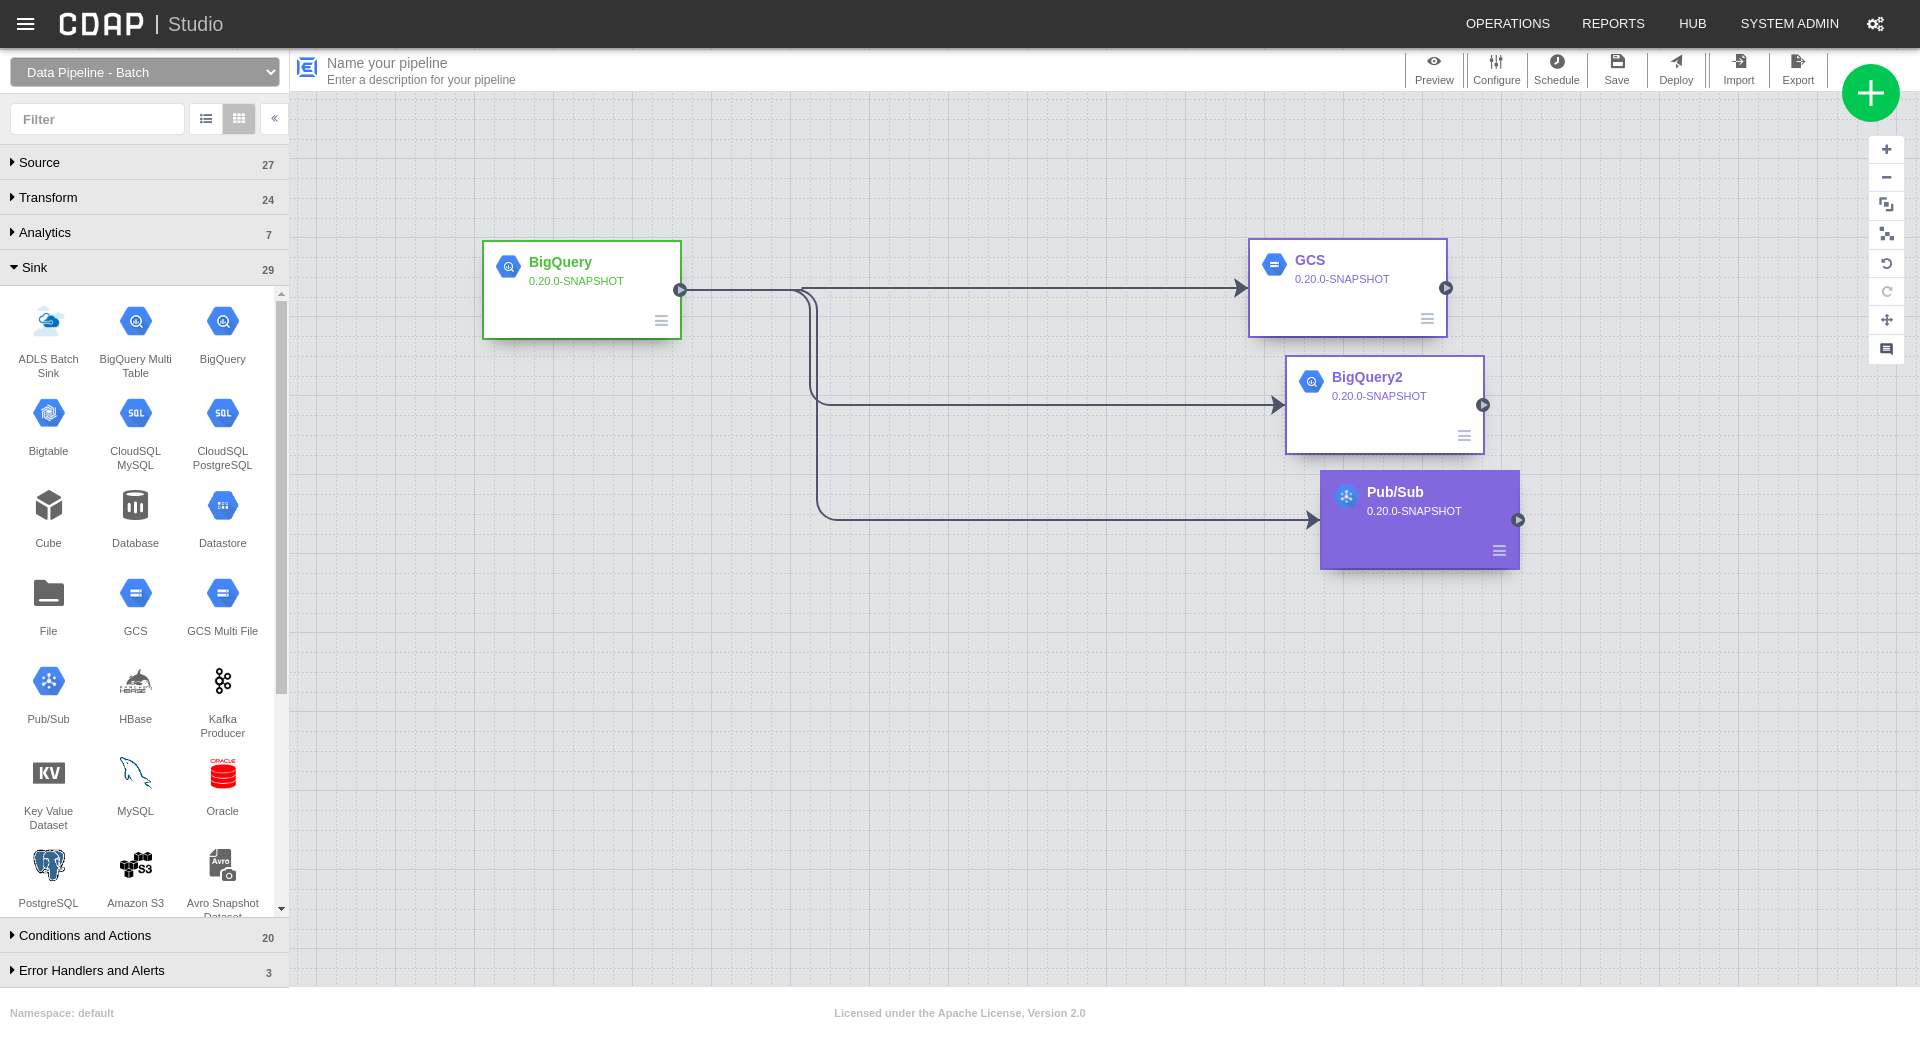 CDAP | Studio
OPERATIONS REPORTS HUB SYSTEM ADMIN
Data Pipeline - Batch
Name your pipeline
Enter a description for your pipeline
Preview Configure Schedule Save Deploy Import Export
Filter
Source 27
Transform 24
Analytics 7
Sink 29
ADLS Batch
Sink
BigQuery Multi
Table
BigQuery
Bigtable
SQL
CloudSQL
MySQL
SQL
CloudSQL
PostgreSQL
Cube
Database
Datastore
File
GCS
GCS Multi File
Pub/Sub
HBASE
HBase
Kafka
Producer
KV
Key Value
Dataset
MySQL
ORACLE
Oracle
PostgreSQL
S3
Amazon S3
Avro
Avro Snapshot
Dataset
Conditions and Actions 20
Error Handlers and Alerts 3
BigQuery
0.20.0-SNAPSHOT
GCS
0.20.0-SNAPSHOT
BigQuery2
0.20.0-SNAPSHOT
Pub/Sub
0.20.0-SNAPSHOT
Namespace: default
Licensed under the Apache License, Version 2.0